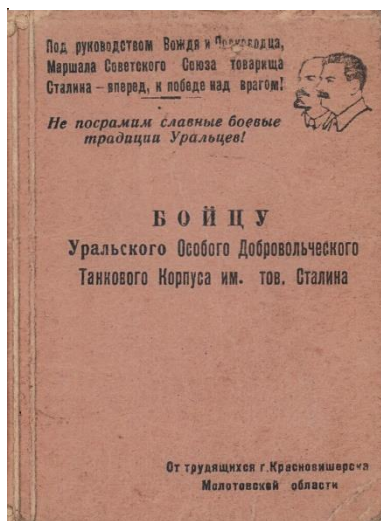 Под руководством Вождя и Полководца,
Маршала Советского Союза товарища
Сталина – вперед, к победе над врагом!
Не посрамим славные боевые
традиции Уральцев!
БОЙЦУ
Уральского Особого Добровольческого
Танкового Корпуса им. тов. Сталина
От трудящихся г. Красновишерска
Молотовской области